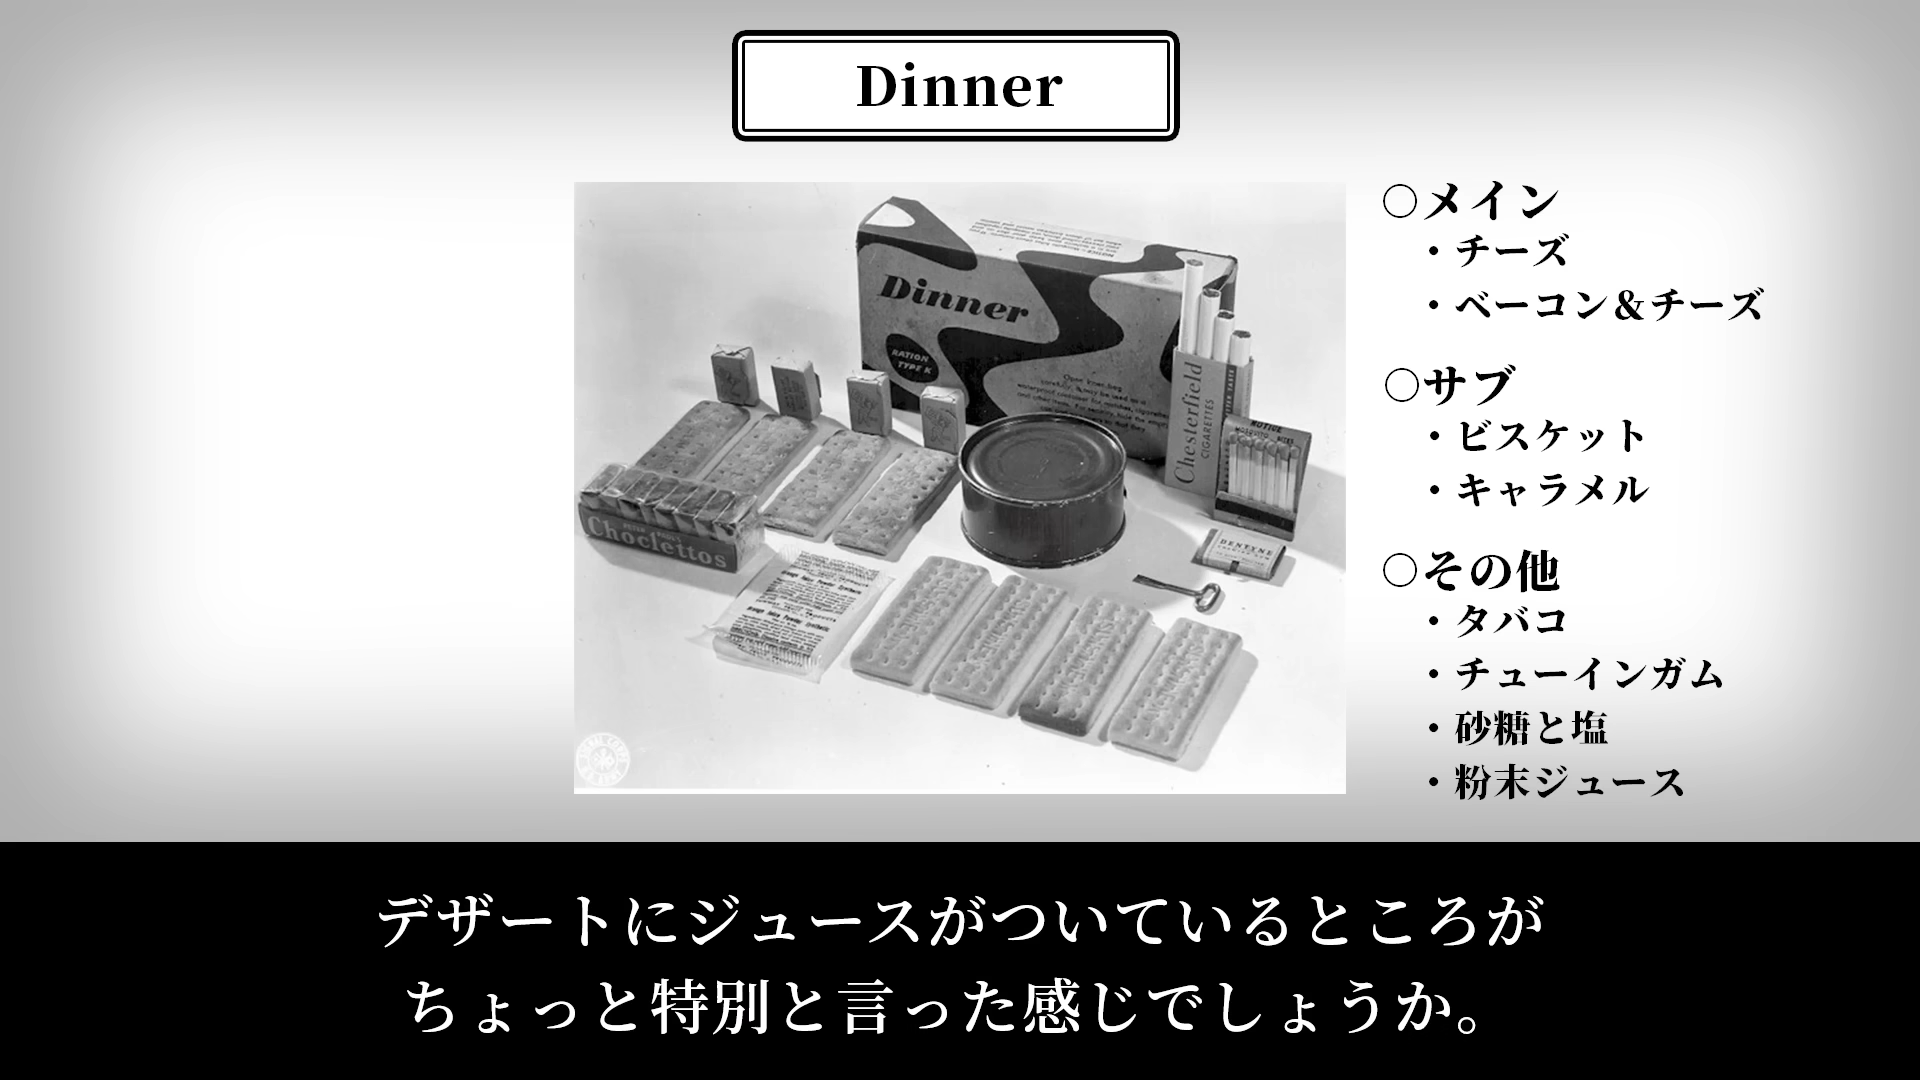 Dinner
Dinner
RATION
TYPE K
Chesterfield
CIGARETTES
NOTICE
DENTYNE
Choclettos
○メイン
・チーズ
・ベーコン＆チーズ
○サブ
・ビスケット
・キャラメル
○その他
・タバコ
・チューインガム
・砂糖と塩
・粉末ジュース
デザートにジュースがついているところが
ちょっと特別と言った感じでしょうか。